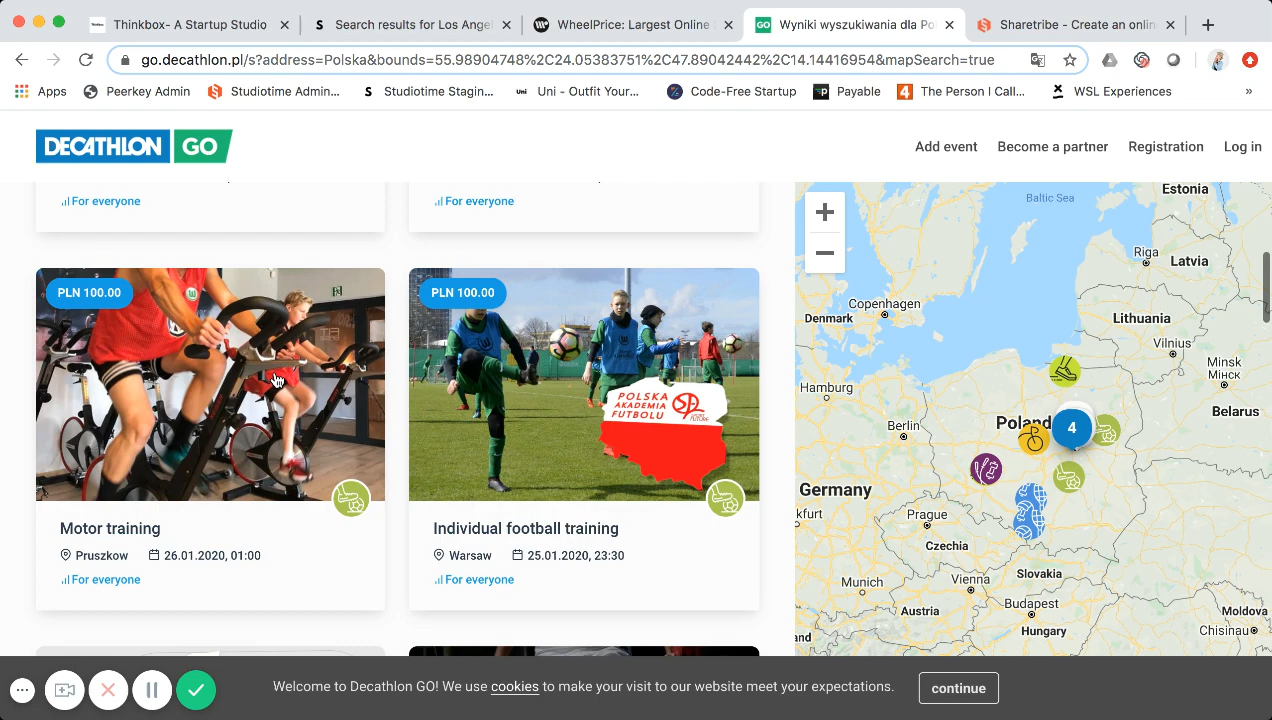 Thinkbox- A Startup Studio
Search results for Los Angel
WheelPrice: Largest Online
GO
Wyniki wyszukiwania dla Po
Sharetribe - Create an onlin
go.decathlon.pl/s?address=Polska&bounds=55.98904748%2C24.05383751%2C47.89042442%2C14.14416954&mapSearch=true
Apps
Peerkey Admin
Studiotime Admin...
S Studiotime Stagin...
Uni Uni - Outfit Your...
Code-Free Startup
Payable
4 The Person I Call...
WSL Experiences
»
DECATHLON GO
Add event
Become a partner
Registration
Log in
For everyone
For everyone
PLN 100.00
Motor training
Pruszkow 26.01.2020, 01:00
For everyone
PLN 100.00
POLSKA
AKADEMIA
FUTBOLU
Individual football training
Warsaw 25.01.2020, 23:30
For everyone
+
−
Baltic Sea
Estonia
Riga
Latvia
Copenhagen
Denmark
Lithuania
Vilnius
Minsk
Мінск
Hamburg
Belarus
Berlin
Poland
4
Germany
kfurt
Prague
Czechia
Slovakia
Munich
Vienna
Austria
Budapest
Hungary
Moldova
Chisinau
and
Welcome to Decathlon GO! We use cookies to make your visit to our website meet your expectations.
continue